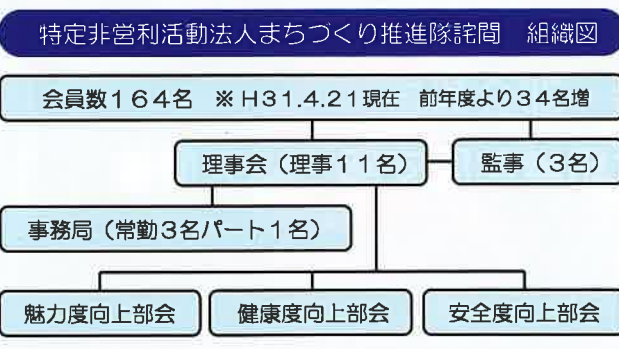 特定非営利活動法人まちづくり推進隊詫間　組織図
会員数１６４名　※Ｈ31.4.21現在　前年度より３４名増
理事会（理事１１名）
監事（３名）
事務局（常勤３名パート１名）
魅力度向上部会
健康度向上部会
安全度向上部会